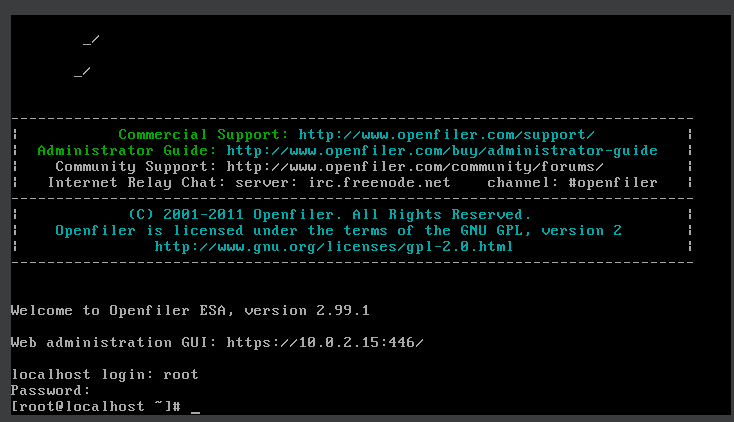 _/
_/
---------------------------------------------------------------------------
| Commercial Support: http://www.openfiler.com/support/ |
| Administrator Guide: http://www.openfiler.com/buy/administrator-guide |
| Community Support: http://www.openfiler.com/community/forums/ |
| Internet Relay Chat: server: irc.freenode.net channel: #openfiler |
---------------------------------------------------------------------------
| (C) 2001-2011 Openfiler. All Rights Reserved. |
| Openfiler is licensed under the terms of the GNU GPL, version 2 |
| http://www.gnu.org/licenses/gpl-2.0.html |
---------------------------------------------------------------------------
Welcome to Openfiler ESA, version 2.99.1
Web administration GUI: https://10.0.2.15:446/
localhost login: root
Password:
[root@localhost ~]# _